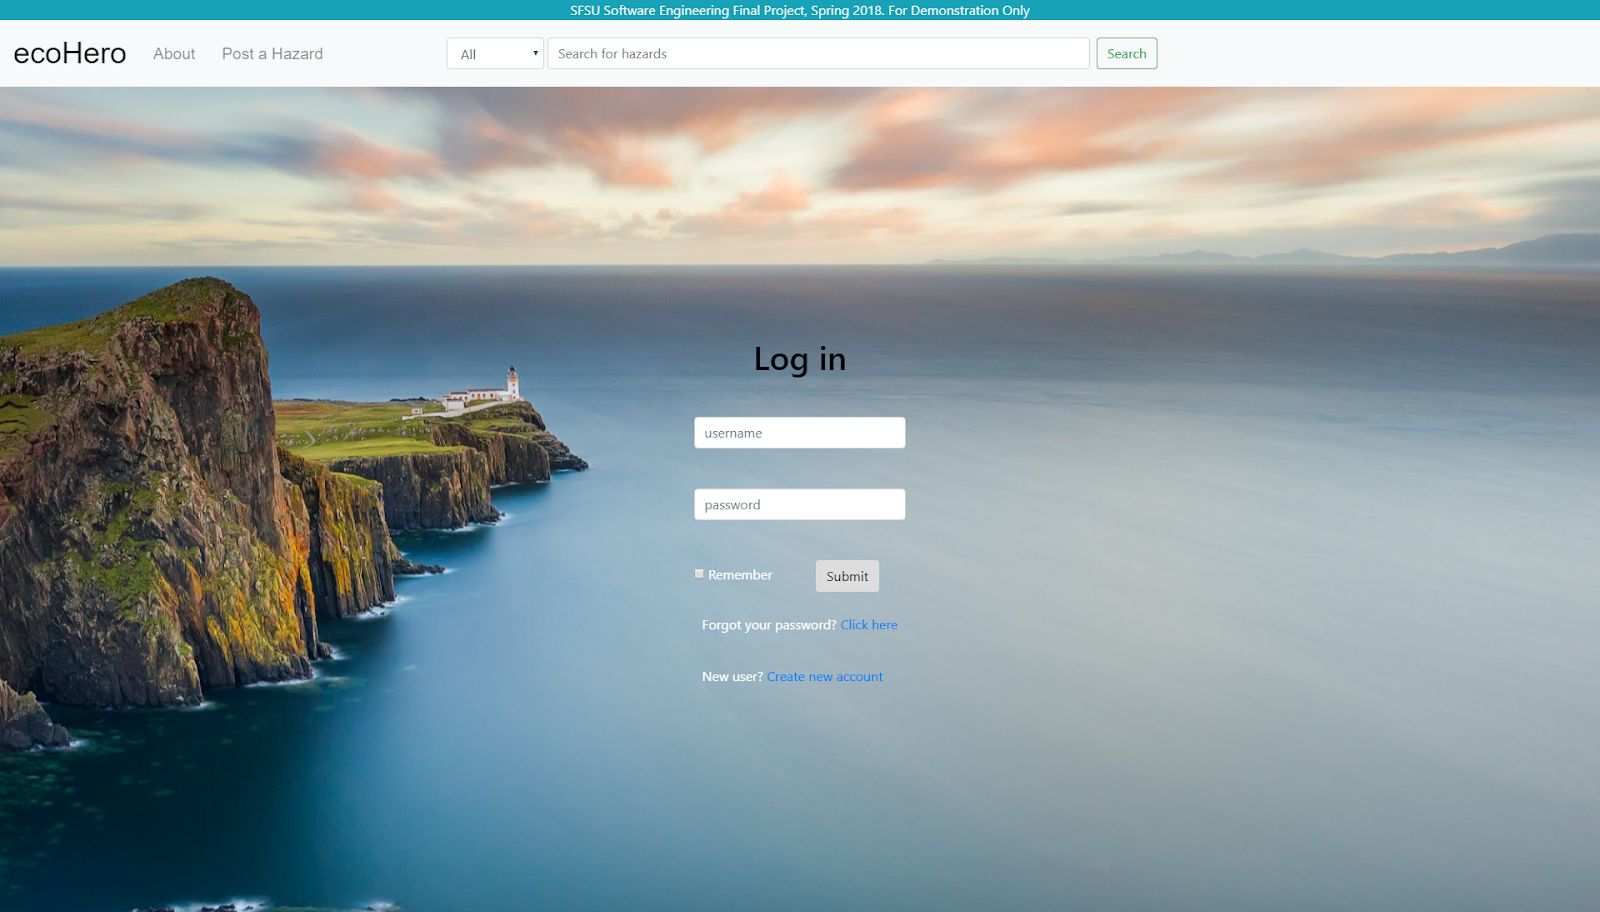 SFSU Software Engineering Final Project, Spring 2018. For Demonstration Only
ecoHero About Post a Hazard All Search for hazards Search
Log in
username
password
Remember Submit
Forgot your password? Click here
New user? Create new account